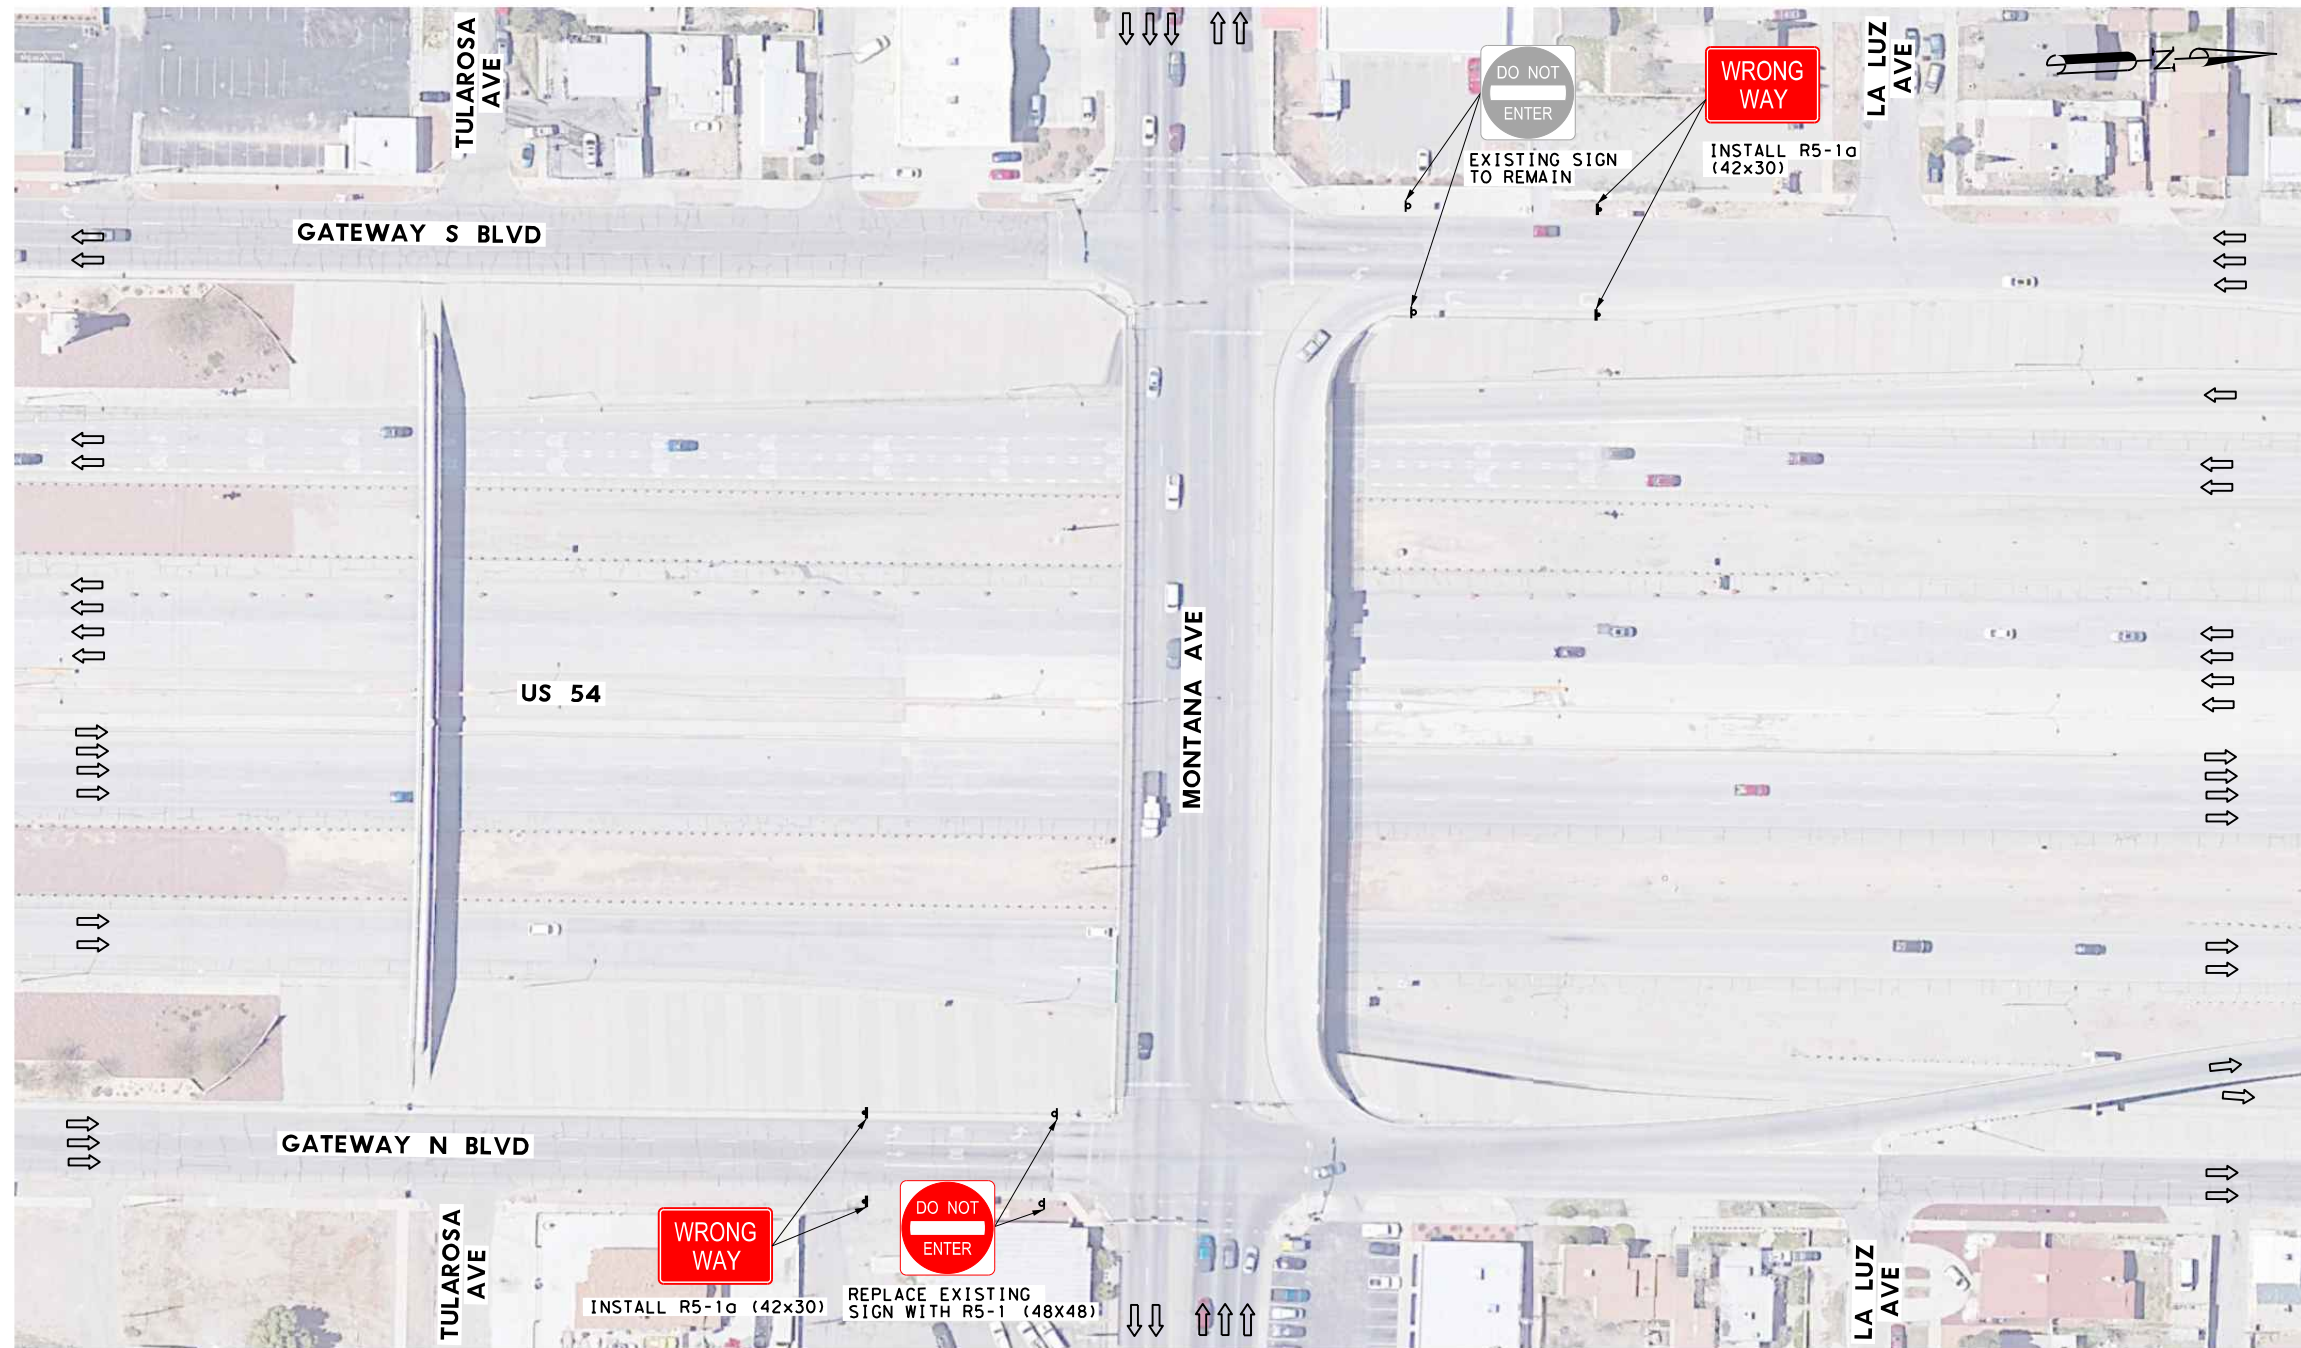 TULAROSA
AVE
DO NOT
ENTER
WRONG
WAY
LA LUZ
AVE
N
EXISTING SIGN
TO REMAIN
INSTALL R5-1a
(42x30)
GATEWAY S BLVD
US 54
MONTANA AVE
GATEWAY N BLVD
TULAROSA
AVE
WRONG
WAY
INSTALL R5-1a (42x30)
DO NOT
ENTER
REPLACE EXISTING
SIGN WITH R5-1 (48X48)
LA LUZ
AVE